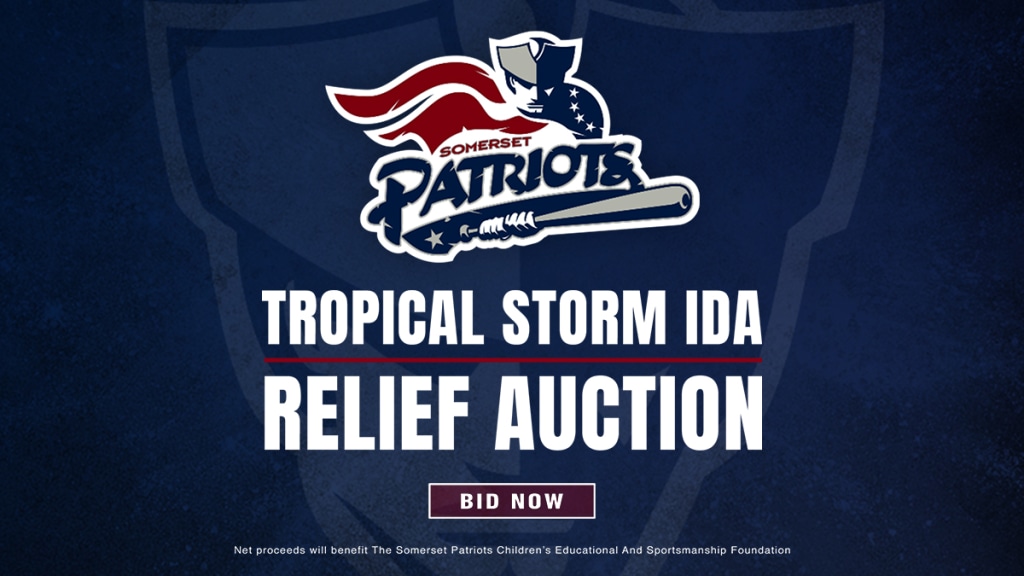 SOMERSET
PATRIOTS
TROPICAL STORM IDA
RELIEF AUCTION
BID NOW
Net proceeds will benefit The Somerset Patriots Children's Educational And Sportsmanship Foundation